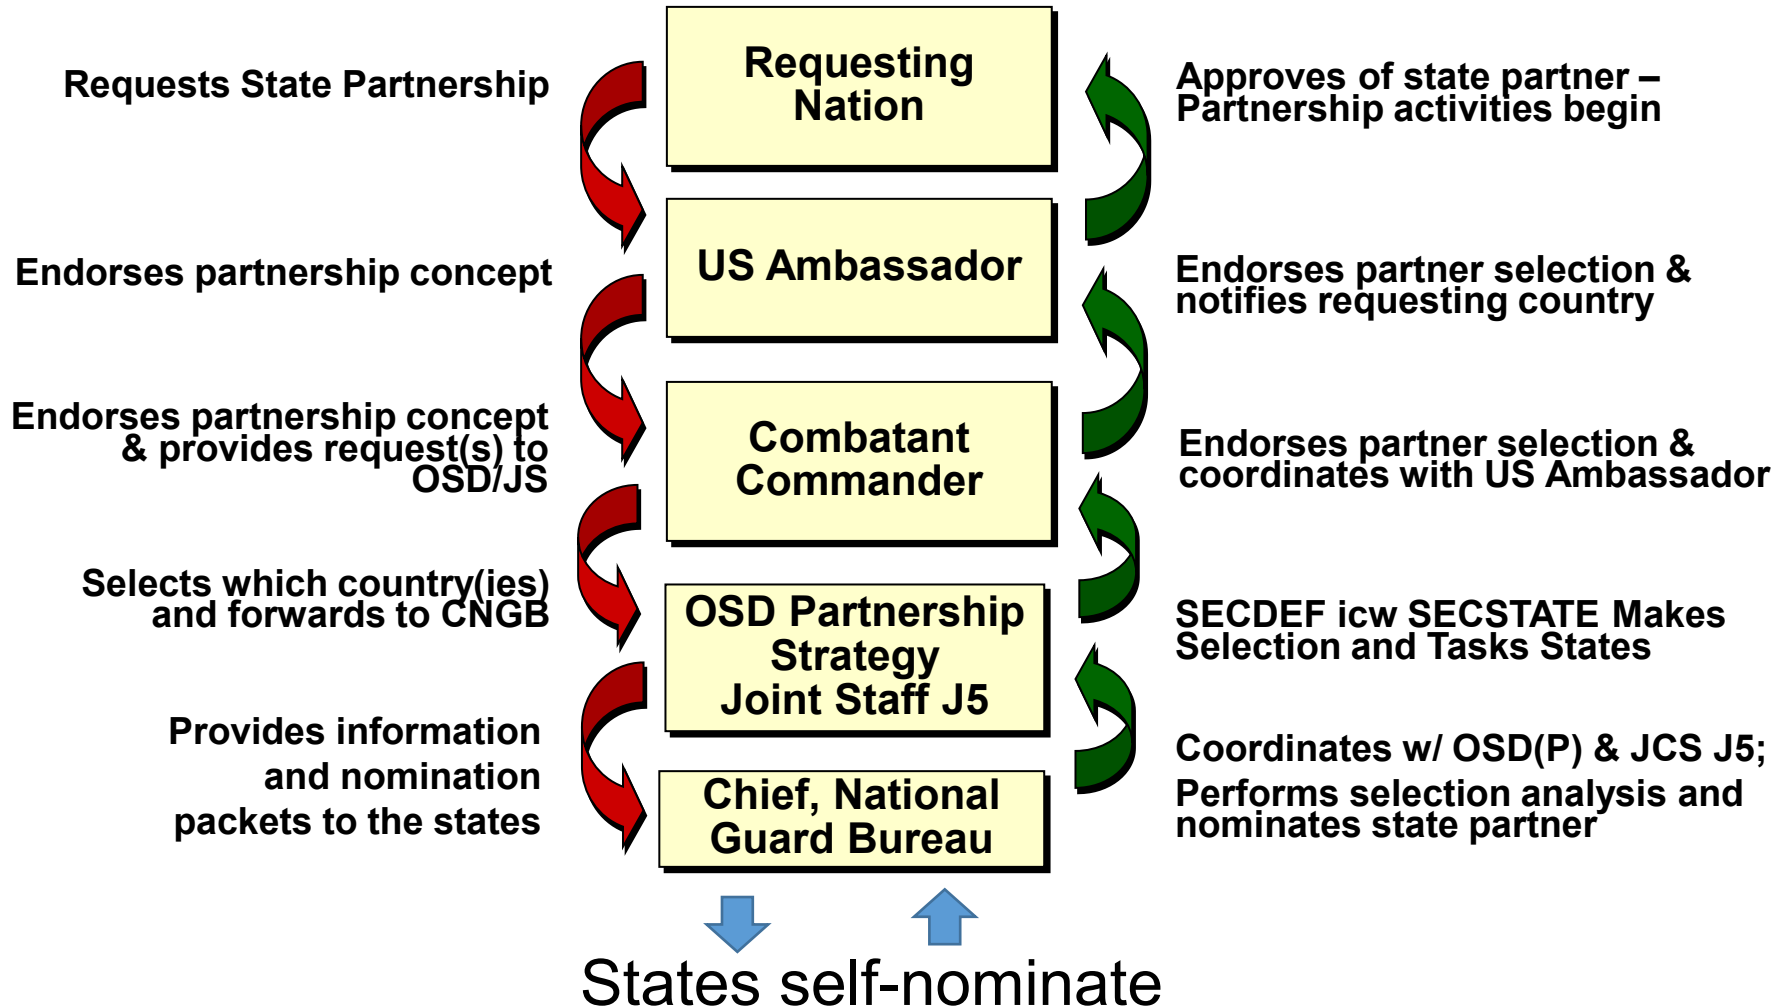 Requests State Partnership
Requesting
Nation
Approves of state partner –
Partnership activities begin
Endorses partnership concept
US Ambassador
Endorses partner selection &
notifies requesting country
Endorses partnership concept
& provides request(s) to
OSD/JS
Combatant
Commander
Endorses partner selection &
coordinates with US Ambassador
Selects which country(ies)
and forwards to CNGB
OSD Partnership
Strategy
Joint Staff J5
SECDEF icw SECSTATE Makes
Selection and Tasks States
Provides information
and nomination
packets to the states
Chief, National
Guard Bureau
Coordinates w/ OSD(P) & JCS J5;
Performs selection analysis and
nominates state partner
States self-nominate